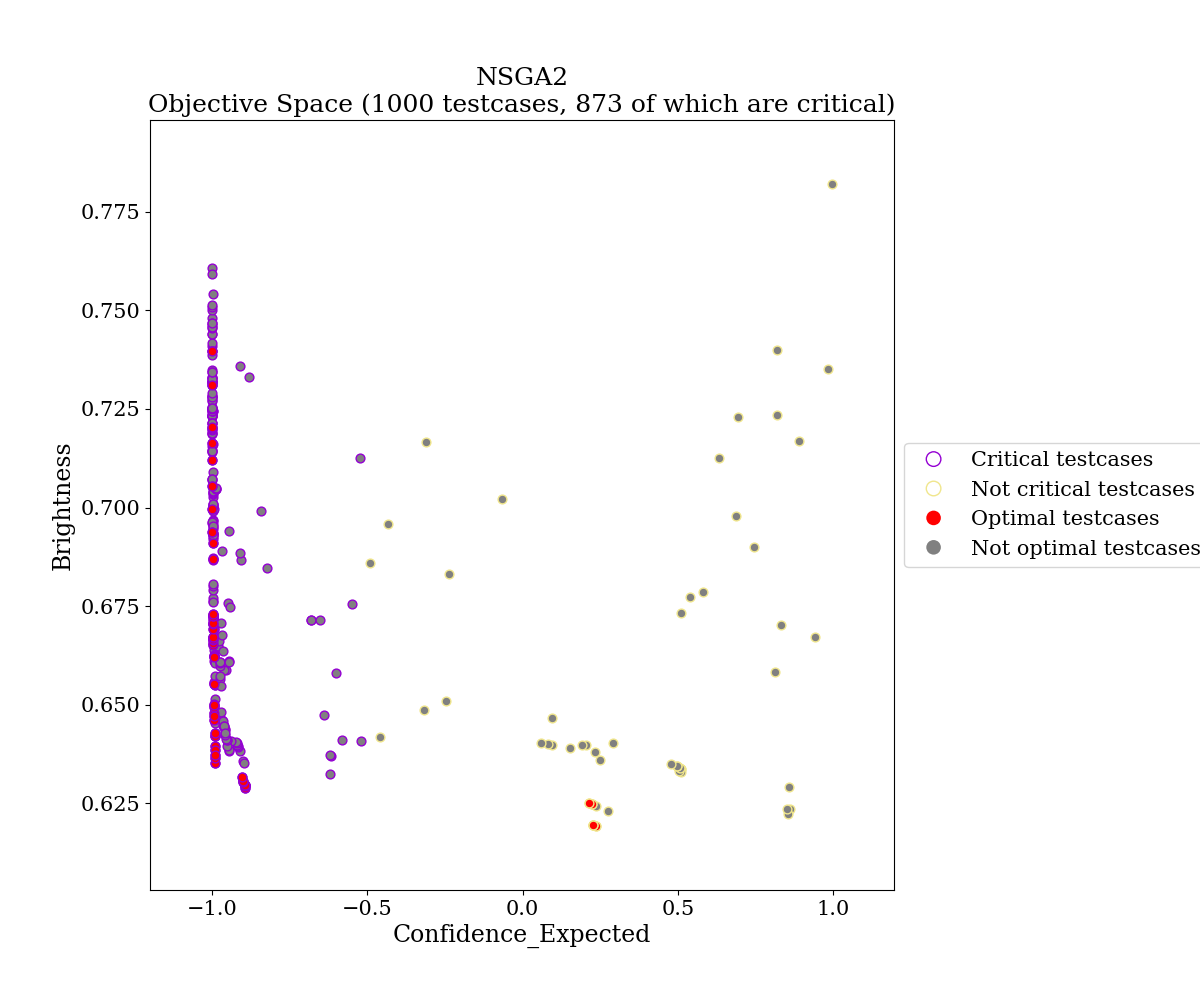 NSGA2
Objective Space (1000 testcases, 873 of which are critical)
0.775
0.750
0.725
0.700
0.675
0.650
0.625
Brightness
−1.0
−0.5
0.0
0.5
1.0
Confidence_Expected
Critical testcases
Not critical testcases
Optimal testcases
Not optimal testcases